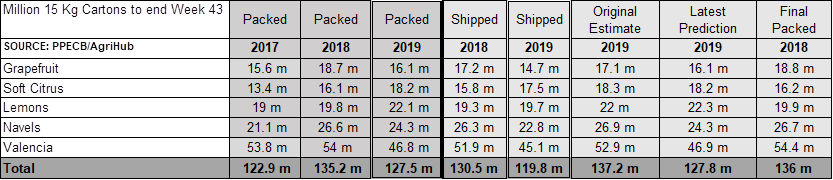 Million 15 Kg Cartons to end Week 43 Packed Packed Packed Shipped Shipped Original Estimate Latest Prediction Final Packed
SOURCE: PPECB/AgriHub 2017 2018 2019 2018 2019 2019 2019 2018
Grapefruit 15.6 m 18.7 m 16.1 m 17.2 m 14.7 m 17.1 m 16.1 m 18.8 m
Soft Citrus 13.4 m 16.1 m 18.2 m 15.8 m 17.5 m 18.3 m 18.2 m 16.2 m
Lemons 19 m 19.8 m 22.1 m 19.3 m 19.7 m 22 m 22.3 m 19.9 m
Navels 21.1 m 26.6 m 24.3 m 26.3 m 22.8 m 26.9 m 24.3 m 26.7 m
Valencia 53.8 m 54 m 46.8 m 51.9 m 45.1 m 52.9 m 46.9 m 54.4 m
Total 122.9 m 135.2 m 127.5 m 130.5 m 119.8 m 137.2 m 127.8 m 136 m